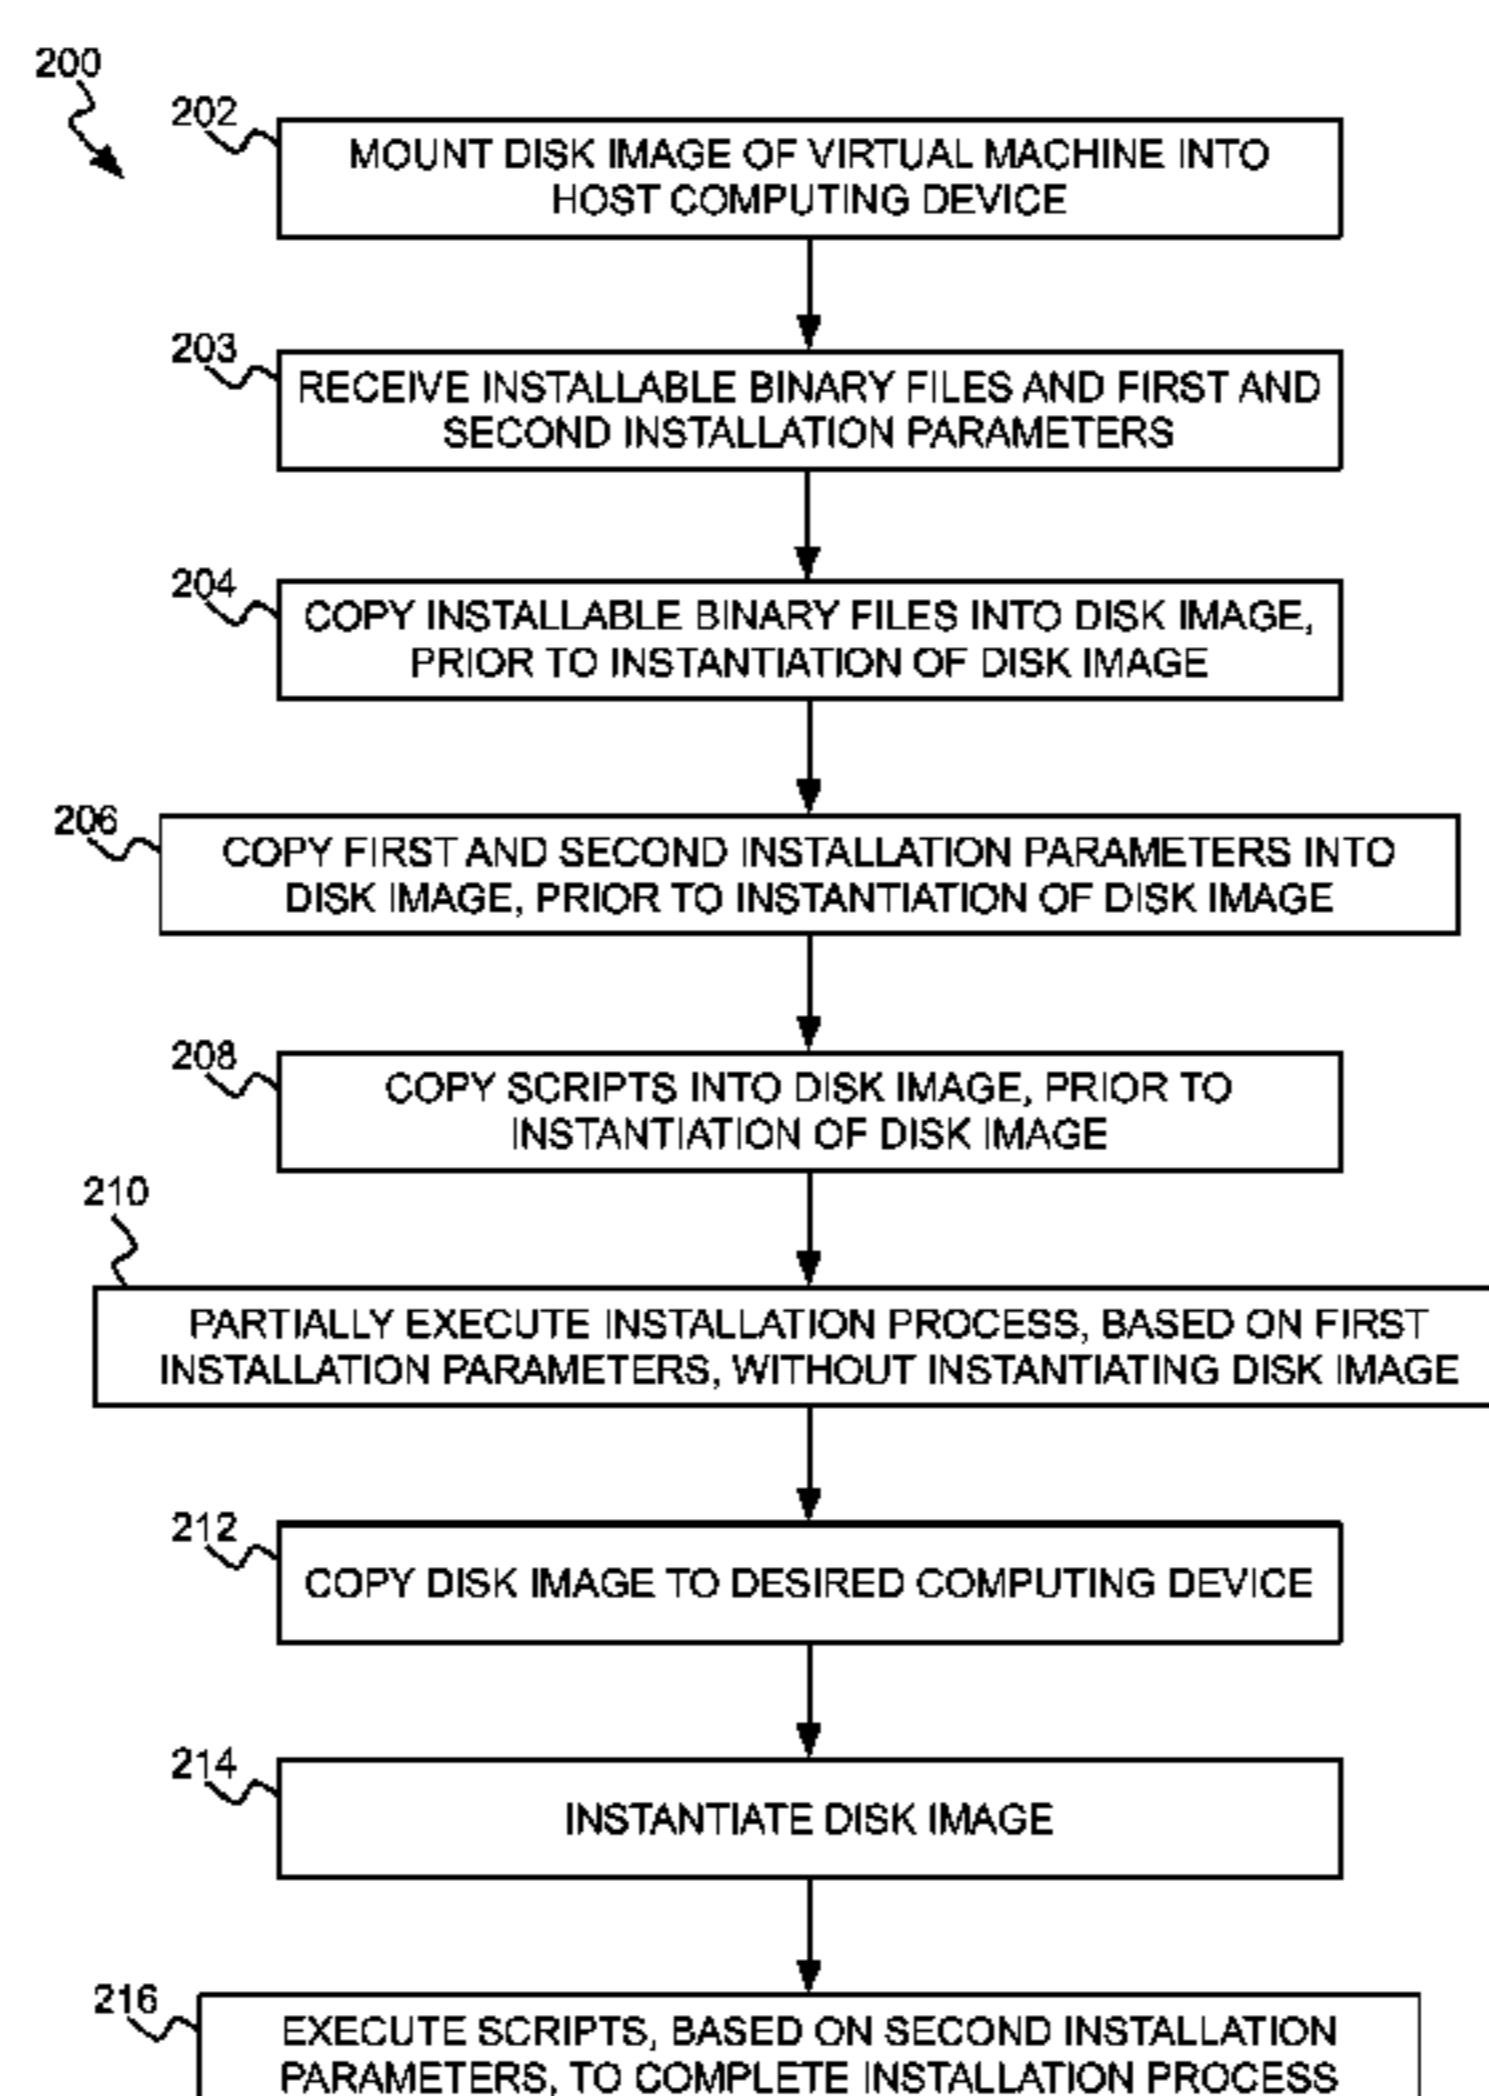 200
202
MOUNT DISK IMAGE OF VIRTUAL MACHINE INTO
HOST COMPUTING DEVICE
203
RECEIVE INSTALLABLE BINARY FILES AND FIRST AND
SECOND INSTALLATION PARAMETERS
204
COPY INSTALLABLE BINARY FILES INTO DISK IMAGE,
PRIOR TO INSTANTIATION OF DISK IMAGE
206
COPY FIRST AND SECOND INSTALLATION PARAMETERS INTO
DISK IMAGE, PRIOR TO INSTANTIATION OF DISK IMAGE
208
COPY SCRIPTS INTO DISK IMAGE, PRIOR TO
INSTANTIATION OF DISK IMAGE
210
PARTIALLY EXECUTE INSTALLATION PROCESS, BASED ON FIRST
INSTALLATION PARAMETERS, WITHOUT INSTANTIATING DISK IMAGE
212
COPY DISK IMAGE TO DESIRED COMPUTING DEVICE
214
INSTANTIATE DISK IMAGE
216
EXECUTE SCRIPTS, BASED ON SECOND INSTALLATION
PARAMETERS, TO COMPLETE INSTALLATION PROCESS